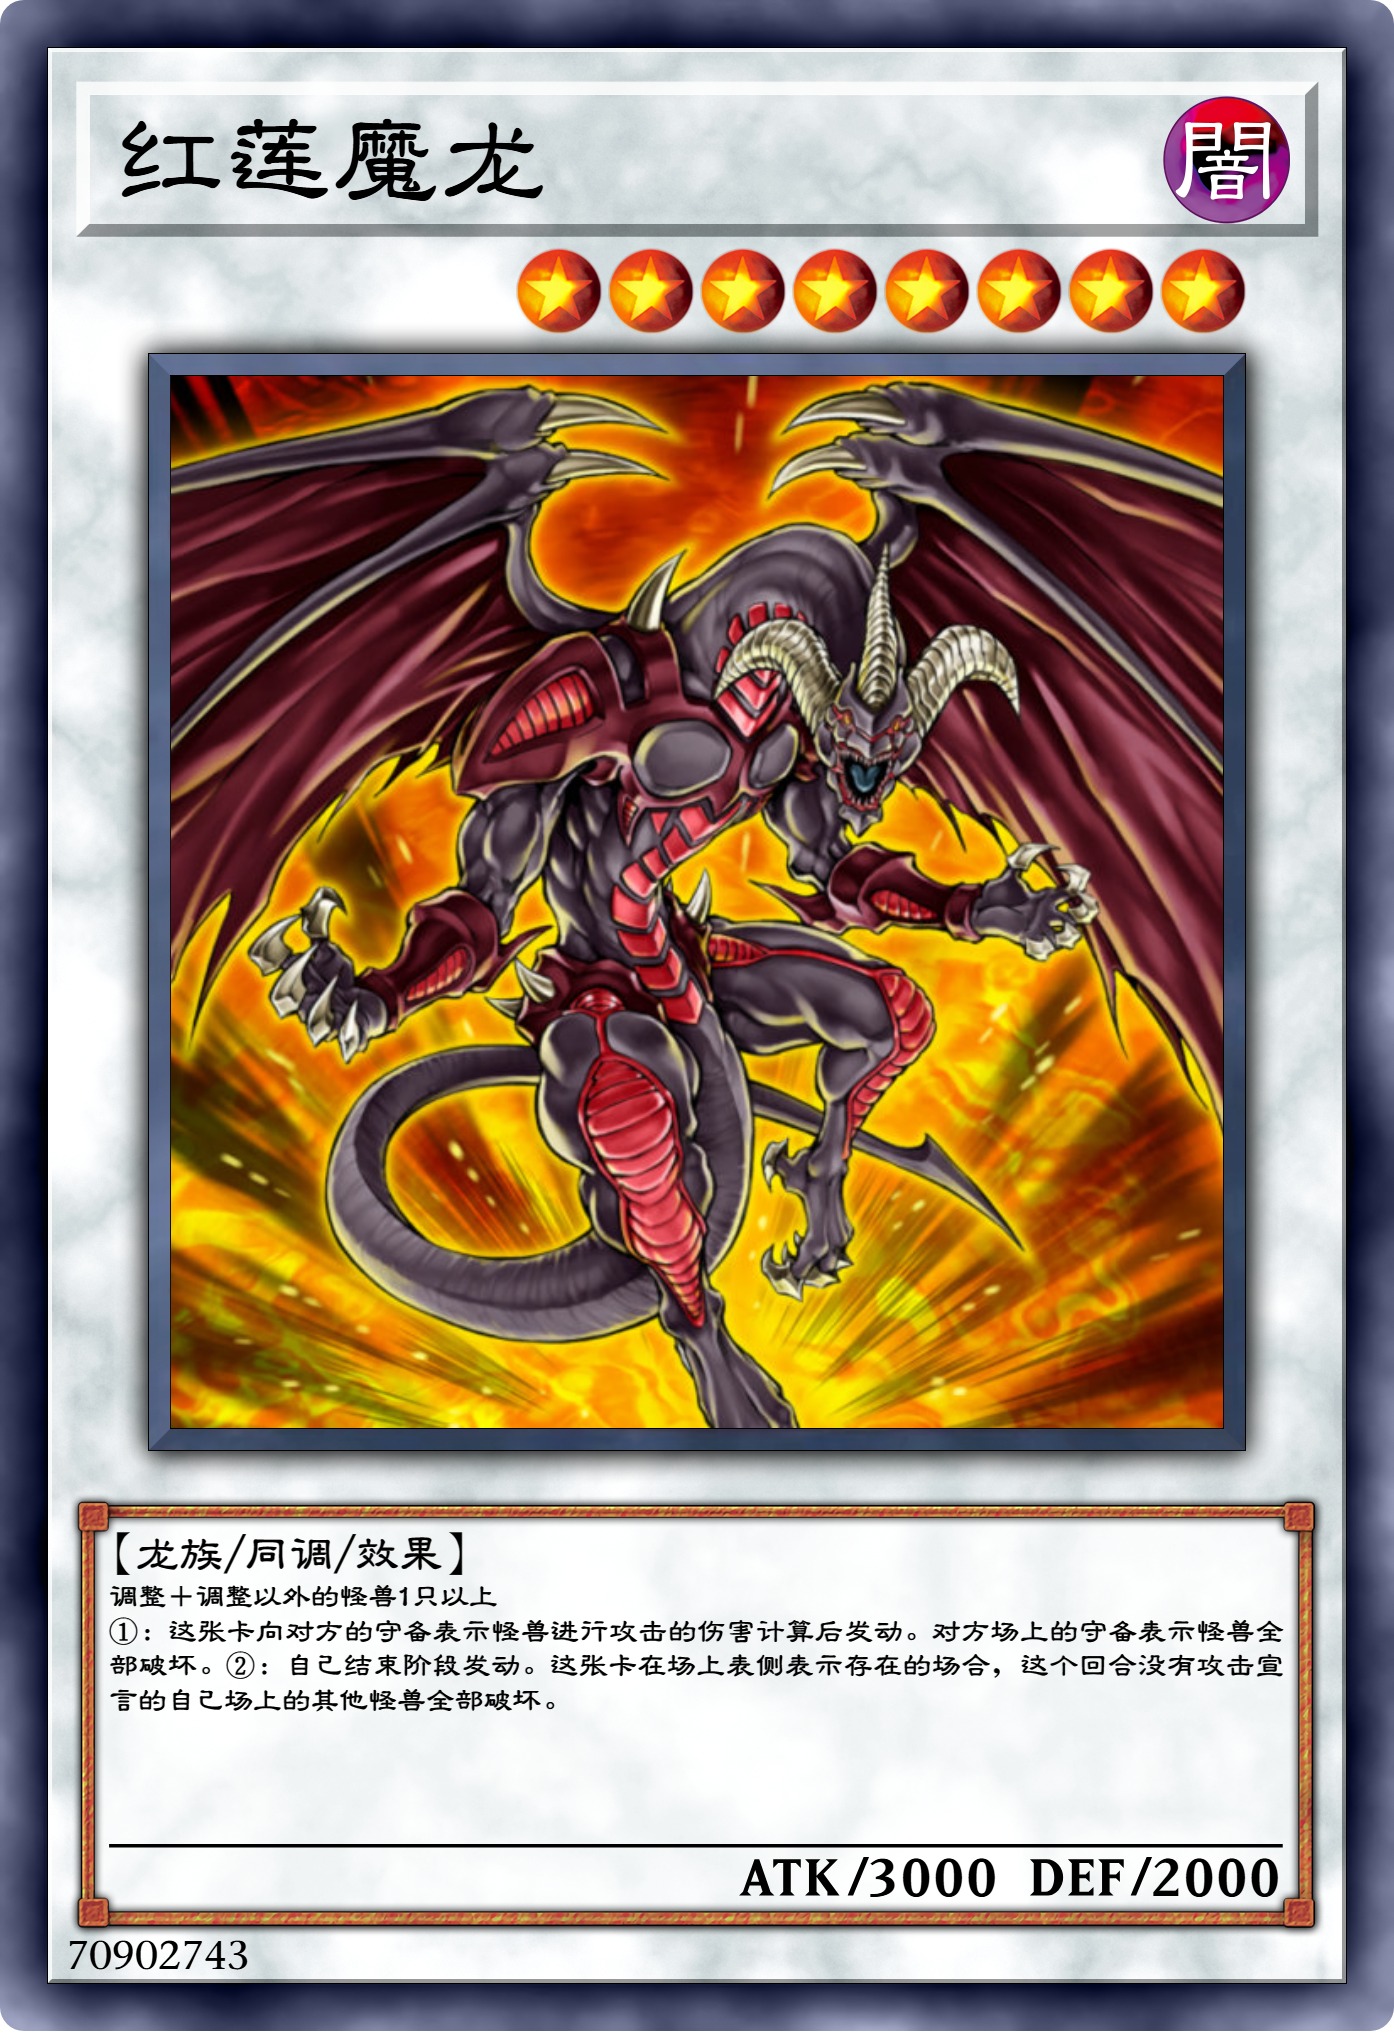 红莲魔龙
闇
【龙族/同调/效果】
调整＋调整以外的怪兽1只以上
①：这张卡向对方的守备表示怪兽进行攻击的伤害计算后发动。对方场上的守备表示怪兽全
部破坏。②：自己结束阶段发动。这张卡在场上表侧表示存在的场合，这个回合没有攻击宣
言的自己场上的其他怪兽全部破坏。
ATK/3000 DEF/2000
70902743